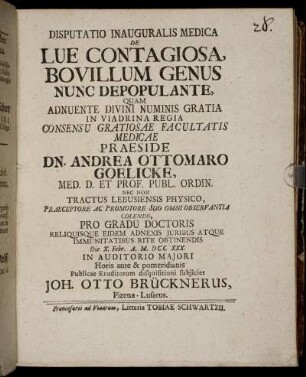 28.
DISPUTATIO INAUGURALIS MEDICA
DE
LUE CONTAGIOSA,
BOVILLUM GENUS
NUNC DEPOPULANTE,
QUAM
ADNUENTE DIVINI NUMINIS GRATIA
IN VIADRINA REGIA
CONSENSU GRATIOSAE FACULTATIS
MEDICAE
PRAESIDE
DN. ANDREA OTTOMARO
GOELICKE,
MED. D. ET PROF. PUBL. ORDIN.
NEC NON
TRACTUS LEBUSIENSIS PHYSICO,
PRAECEPTORE AC PROMOTORE SUO OMNI OBSERVANTIA
COLENDO,
PRO GRADU DOCTORIS
RELIQUISQUE EIDEM ADNEXIS JURIBUS ATQUE
IMMUNITATIBUS RITE OBTINENDIS
Die X. Febr. A. M. DCC XXX.
IN AUDITORIO MAJORI
Horis ante & pomeridianis
Publicae Eruditorum disquisitioni subjiciet
JOH. OTTO BRÜCKNERUS,
-Lusatus.
Francofurti ad Viadrum, Litteris TOBIAE SCHWARTZII.